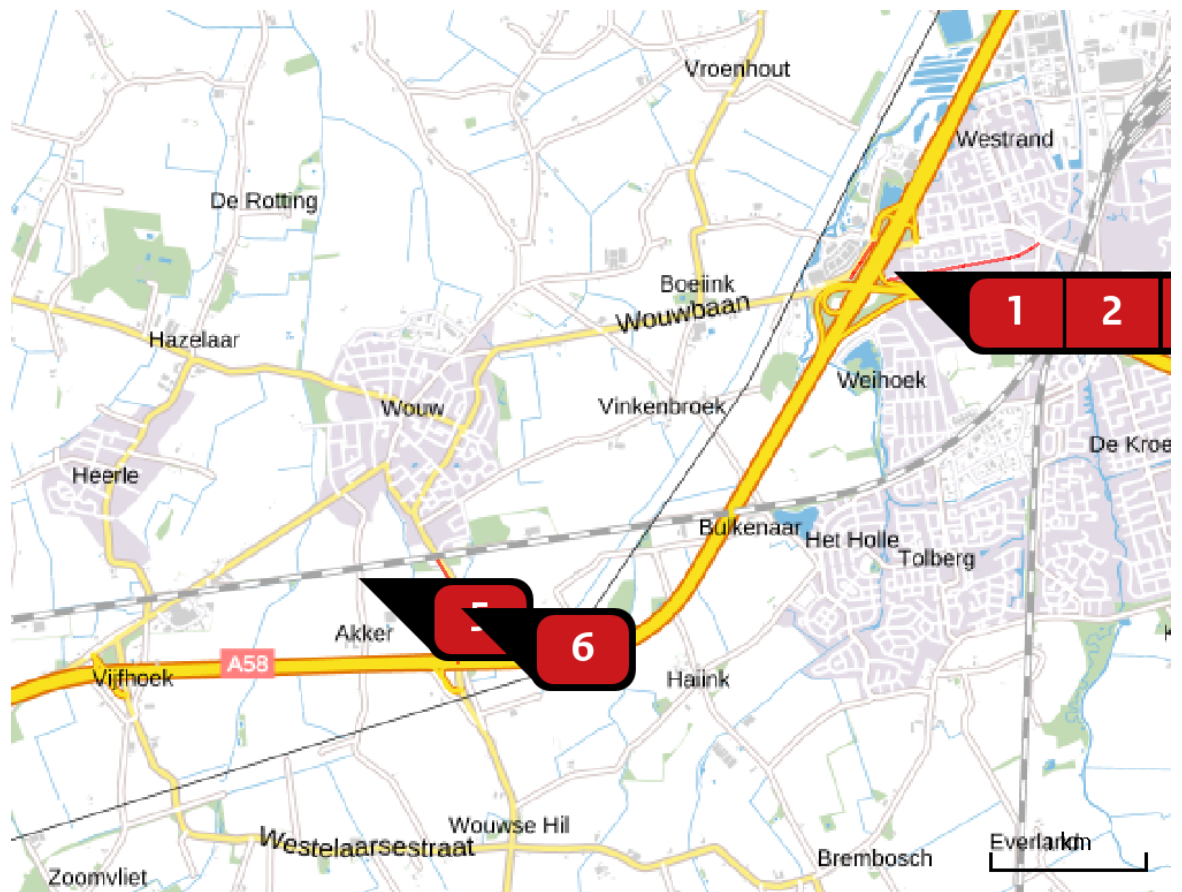 Vroenhout
Westrand
De Rotting
Boeiink
Wouwbaan
1 2
Hazelaar
Weihoek
Wouw
Vinkenbroek
De Kroe
Heerle
Bulkenaar
Het Holle
Tolberg
5
Akker
6
A58
Vijfhoek
Haiink
Wouwse Hil
Westelaarsestraat
Brembosch
Zoomvliet